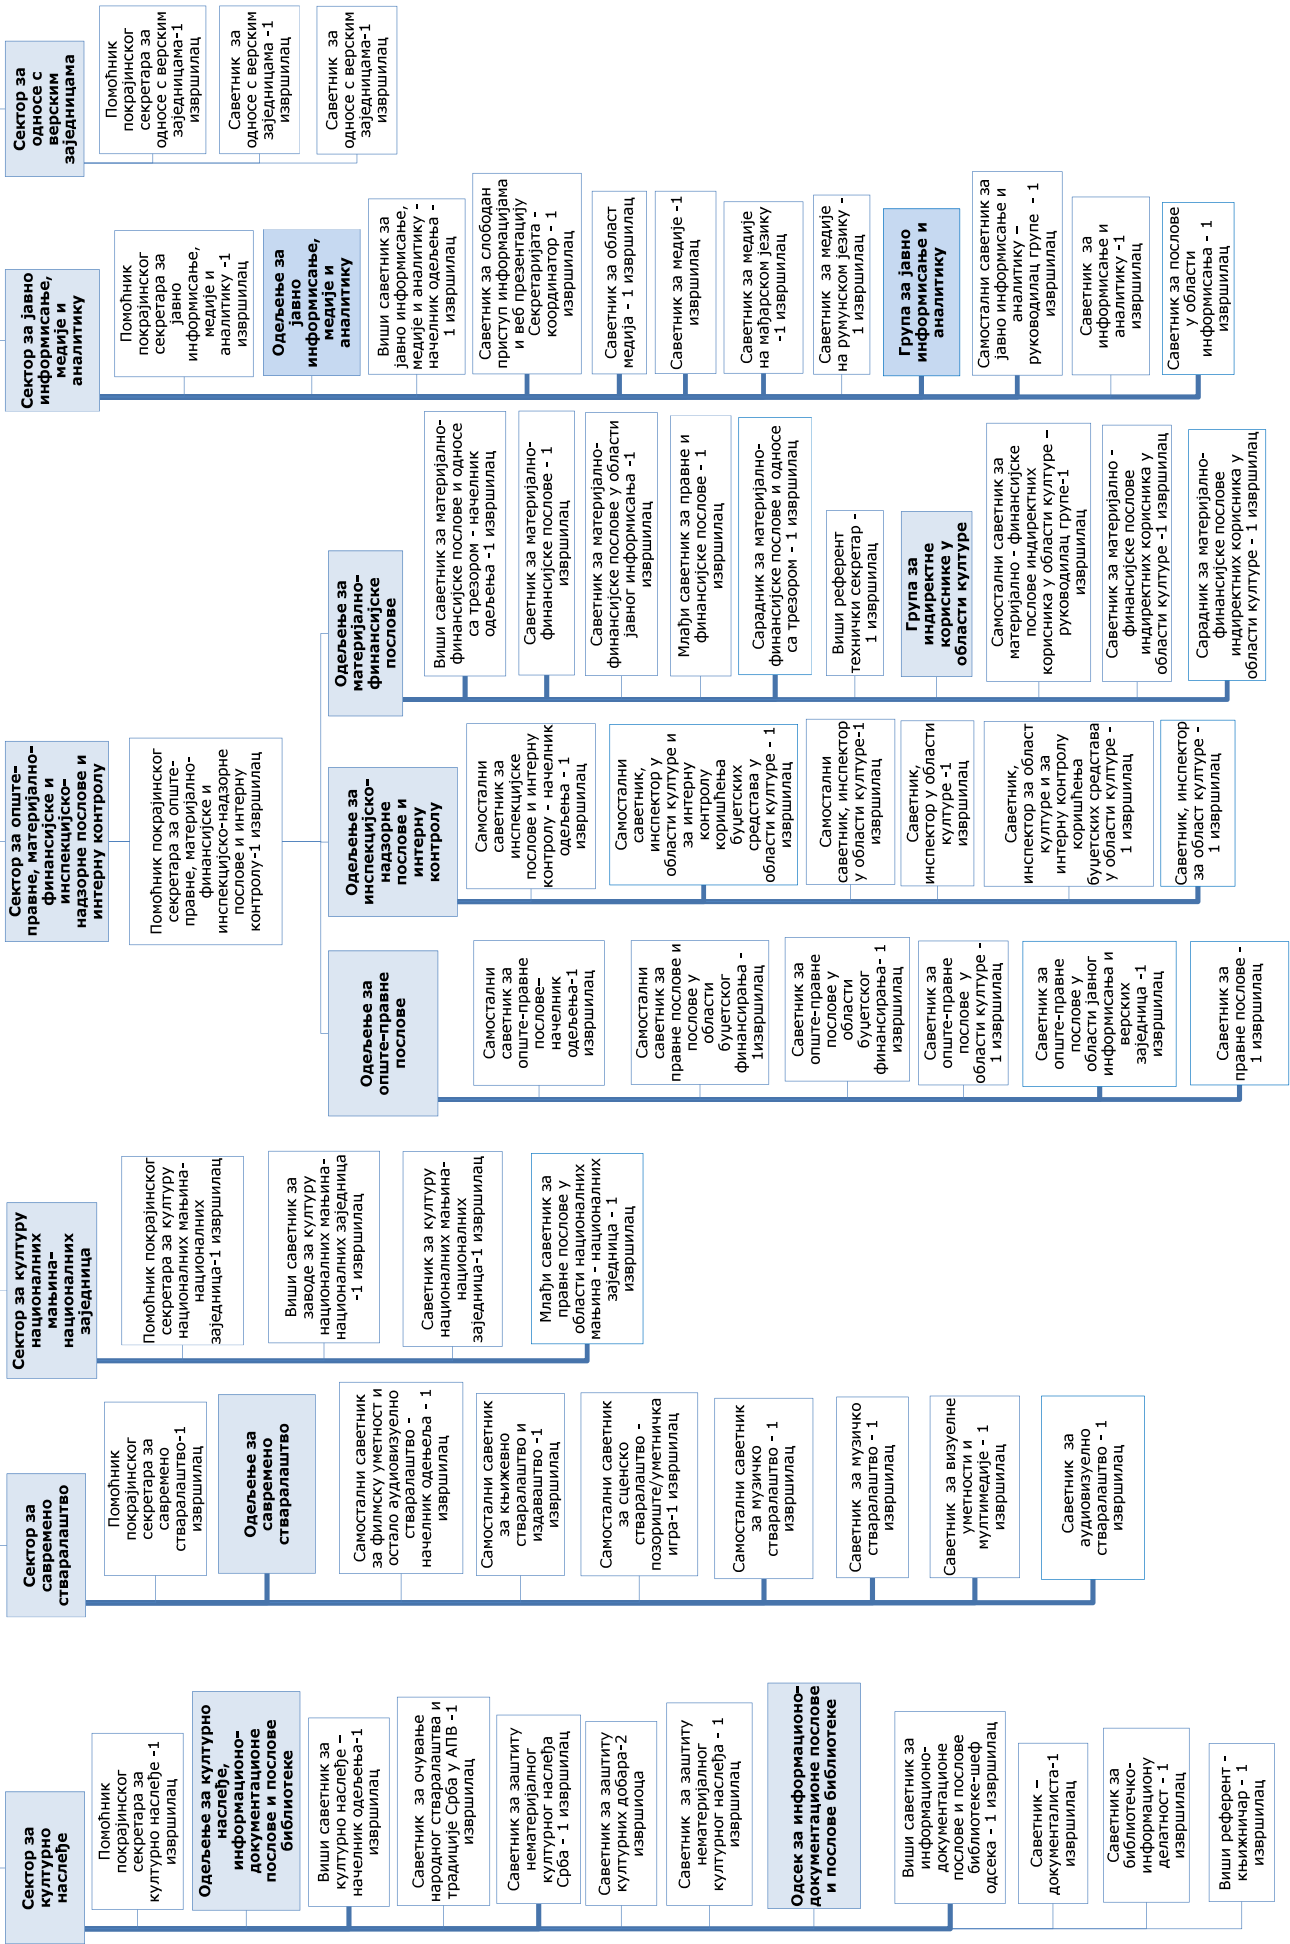 Сектор за
културно
наслеђе
Помоћник
покрајинског
секретара за
културно наслеђе -1
извршилац
Одељење за културно
наслеђе,
информационо–
документационе
послове и послове
библиотеке
Виши саветник за
културно наслеђе –
начелник одељења-1
извршилац
Саветник за очување
народног стваралаштва и
традиције Срба у АПВ -1
извршилац
Саветник за заштиту
нематеријалног
културног наслеђа
Срба - 1 извршилац
Саветник за заштиту
културних добара-2
извршиоца
Саветник за заштиту
нематеријалног
културног наслеђа - 1
извршилац
Одсек за информационо–
документационе послове
и послове библиотеке
Виши саветник за
информационо-
документационе
послове и послове
библиотеке-шеф
одсека - 1 извршилац
Саветник –
документалиста-1
извршилац
Саветник за
библиотечко-
информациону
делатност - 1
извршилац
Виши референт -
књижничар - 1
извршилац
Сектор за
савремено
стваралаштво
Помоћник
покрајинског
секретара за
савремено
стваралаштво-1
извршилац
Одељење за
савремено
стваралаштво
Самостални саветник
за филмску уметност и
остало аудиовизуелно
стваралаштво -
начелник одењења - 1
извршилац
Самостални саветник
за књижевно
стваралаштво и
издаваштво -1
извршилац
Самостални саветник
за сценско
стваралаштво -
позориште/уметничка
игра-1 извршилац
Самостални саветник
за музичко
стваралаштво - 1
извршилац
Саветник за музичко
стваралаштво - 1
извршилац
Саветник за визуелне
уметности и
мултимедије - 1
извршилац
Саветник за
аудиовизуелно
стваралаштво - 1
извршилац
Сектор за културу
националних
мањина–
националних
заједница
Помоћник покрајинског
секретара за културу
националних мањина-
националних
заједница-1 извршилац
Виши саветник за
заводе за културу
националних мањина-
националних заједница
-1 извршилац
Саветник за културу
националних мањина-
националних
заједница-1 извршилац
Млађи саветник за
правне послове у
области националних
мањина - националних
заједница - 1
извршилац
Сектор за опште–
правне, материјално–
финансијске и
инспекцијско–
надзорне послове и
интерну контролу
Помоћник покрајинског
секретара за опште-
правне, материјално-
финансијске и
инспекцијско-надзорне
послове и интерну
контролу-1 извршилац
Одељење за
опште–правне
послове
Самостални
саветник за
општe-правне
послове–
начелник
одељења-1
извршилац
Самостални
саветник за
правне послове и
послове у
области
буџетског
финансирања -
1извршилац
Саветник за
опште-правне
послове у
области
буџетског
финансирања- 1
извршилац
Саветник за
опште-правне
послове у
области културе -
1 извршилац
Саветник за
опште-правне
послове у
области јавног
информисања и
верских
заједница -1
извршилац
Саветник за
правне послове -
1 извршилац
Одељење за
инспекцијско–
надзорне
послове и
интерну
контролу
Самостални
саветник за
инспекцијске
послове и интерну
контролу - начелник
одељења - 1
извршилац
Самостални
саветник,
инспектор у
области културе и
за интерну
контролу
коришћења
буџетских
средстава у
области културе - 1
извршилац
Самостални
саветник, инспектор
у области културе-1
извршилац
Саветник,
инспектор у области
културе -1
извршилац
Саветник,
инспектор за област
културе и за
интерну контролу
коришћења
буџетских средстава
у области културе -
1 извршилац
Саветник, инспектор
за област културе -
1 извршилац
Одељење за
материјално–
финансијске
послове
Виши саветник за материјално-
финансијске послове и односе
са трезором - начелник
одељења -1 извршилац
Саветник за материјално-
финансијске послове - 1
извршилац
Саветник за материјално-
финансијске послове у области
јавног информисања -1
извршилац
Млађи саветник за правне и
финансијске послове - 1
извршилац
Сарадник за материјално-
финансијске послове и односе
са трезором - 1 извршилац
Виши референт
технички секретар -
1 извршилац
Група за
индиректне
кориснике у
области културе
Самостални саветник за
материјално - финансијске
послове индиректних
корисника у области културе –
руководилац групе-1
извршилац
Саветник за материјално -
финансијске послове
индиректних корисника у
области културе -1 извршилац
Сарадник за материјално-
финансијске послове
индиректних корисника у
области културе - 1 извршилац
Сектор за јавно
информисање,
медије и
аналитику
Помоћник
покрајинског
секретара за
јавно
информисање,
медије и
аналитику -1
извршилац
Одељење за
јавно
информисање,
медије и
аналитику
Виши саветник за
јавно информисање,
медије и аналитику -
начелник одељења -
1 извршилац
Саветник за слободан
приступ информацијама
и веб презентацију
Секретаријата -
координатор - 1
извршилац
Саветник за област
медија - 1 извршилац
Саветник за медије -1
извршилац
Саветник за медије
на мађарском језику
-1 извршилац
Саветник за медије
на румунском језику -
1 извршилац
Група за јавно
информисање и
аналитику
Самостални саветник за
јавно информисање и
аналитику –
руководилац групе - 1
извршилац
Саветник за
информисање и
аналитику -1
извршилац
Саветник за послове
у области
информисања - 1
извршилац
Сектор за
односе с
верским
заједницама
Помоћник
покрајинског
секретара за
односе с верским
заједницама-1
извршилац
Саветник за
односе с верским
заједницама -1
извршилац
Саветник за
односе с верским
заједницама-1
извршилац